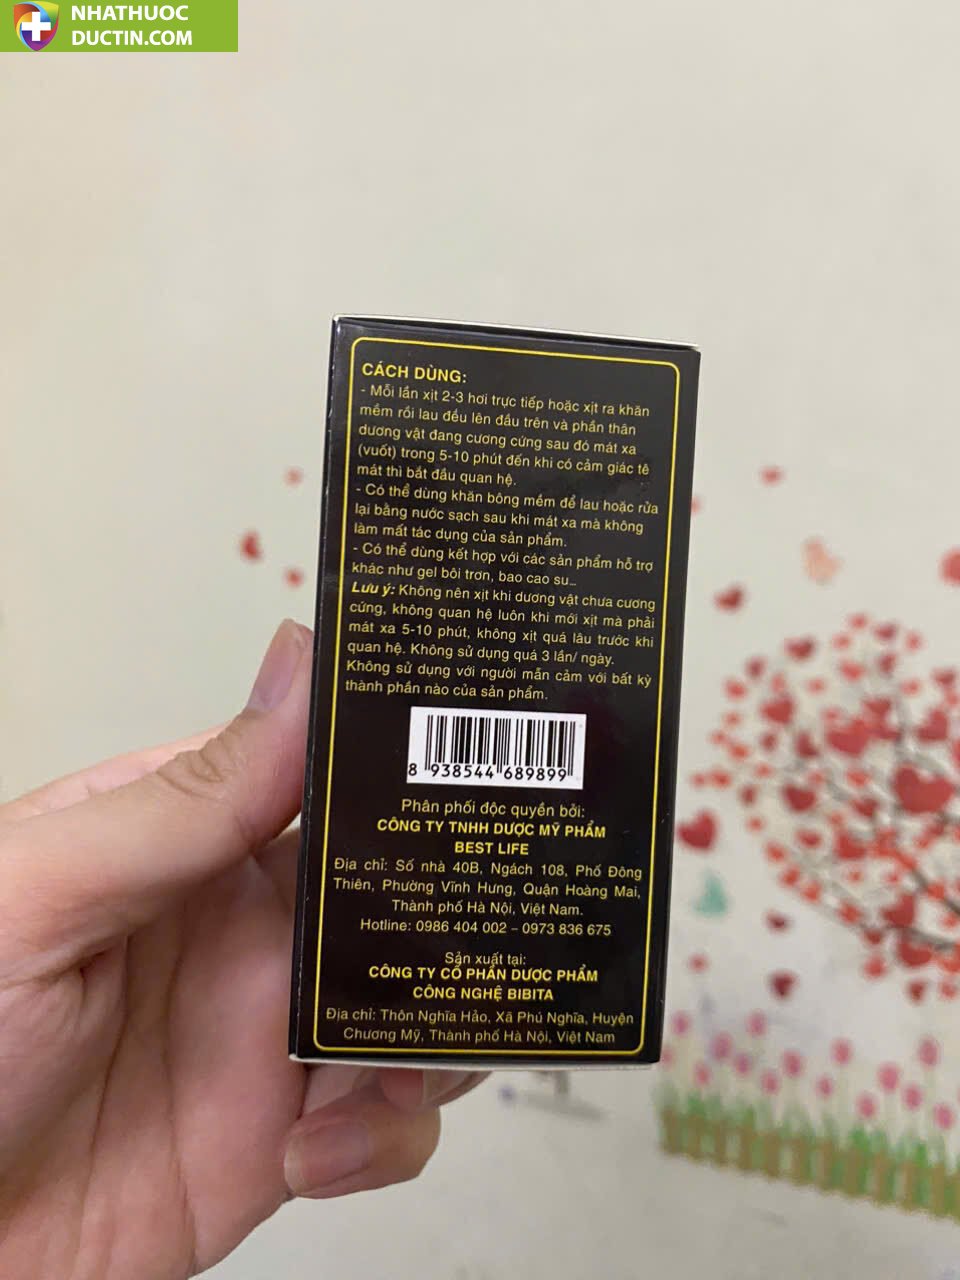 NHATHUOC
DUCTIN.COM
CÁCH DÙNG:
- Mỗi lần xịt 2-3 hơi trực tiếp hoặc xịt ra khăn
mềm rồi lau đều lên đầu trên và phần thân
dương vật đang cương cứng sau đó mát xa
(vuốt) trong 5-10 phút đến khi có cảm giác tê
mát thì bắt đầu quan hệ.
- Có thể dùng khăn bông mềm để lau hoặc rửa
lại bằng nước sạch sau khi mát xa mà không
làm mất tác dụng của sản phẩm.
- Có thể dùng kết hợp với các sản phẩm hỗ trợ
khác như gel bôi trơn, bao cao su...
Lưu ý: Không nên xịt khi dương vật chưa cương
cứng, không quan hệ luôn khi mới xịt mà phải
mát xa 5-10 phút, không xịt quá lâu trước khi
quan hệ. Không sử dụng quá 3 lần/ ngày.
Không sử dụng với người mẫn cảm với bất kỳ
thành phần nào của sản phẩm.
8 938544 689899
Phân phối độc quyền bởi:
CÔNG TY TNHH DƯỢC MỸ PHẨM
BEST LIFE
Địa chỉ: Số nhà 40B, Ngách 108, Phố Đông
Thiên, Phường Vĩnh Hưng, Quận Hoàng Mai,
Thành phố Hà Nội, Việt Nam.
Hotline: 0986 404 002 – 0973 836 675
Sản xuất tại:
CÔNG TY CỔ PHẦN DƯỢC PHẨM
CÔNG NGHỆ BIBITA
Địa chỉ: Thôn Nghĩa Hảo, Xã Phú Nghĩa, Huyện
Chương Mỹ, Thành phố Hà Nội, Việt Nam